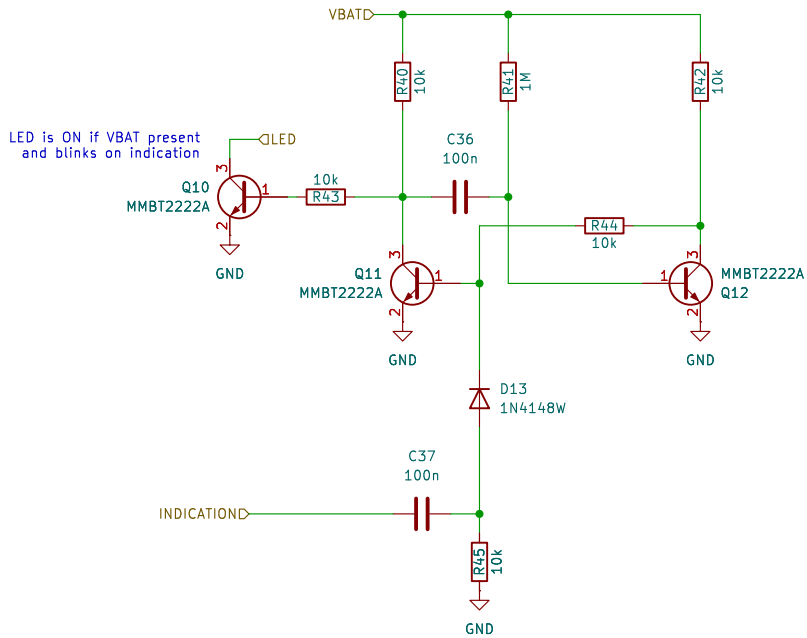 VBAT
R40
10k
R41
1M
R42
10k
LED is ON if VBAT present
and blinks on indication
LED
C36
100n
3
Q10
MMBT2222A
1
2
10k
R43
GND
R44
10k
3
Q11
MMBT2222A
1
2
GND
3
1
MMBT2222A
Q12
2
GND
D13
1N4148W
C37
100n
INDICATION
R45
10k
GND